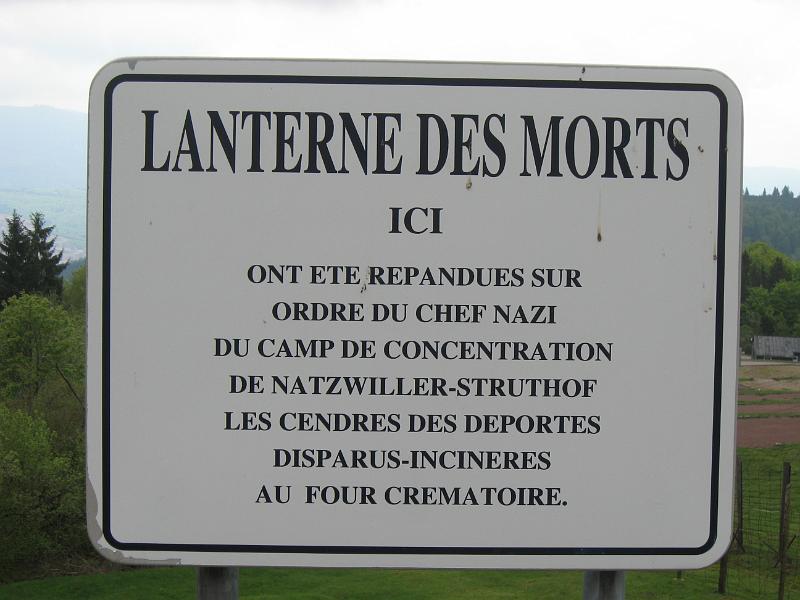 LANTERNE DES MORTS
ICI
ONT ETE REPANDUES SUR
ORDRE DU CHEF NAZI
DU CAMP DE CONCENTRATION
DE NATZWILLER-STRUTHOF
LES CENDRES DES DEPORTES
DISPARUS-INCINERES
AU FOUR CREMATOIRE.